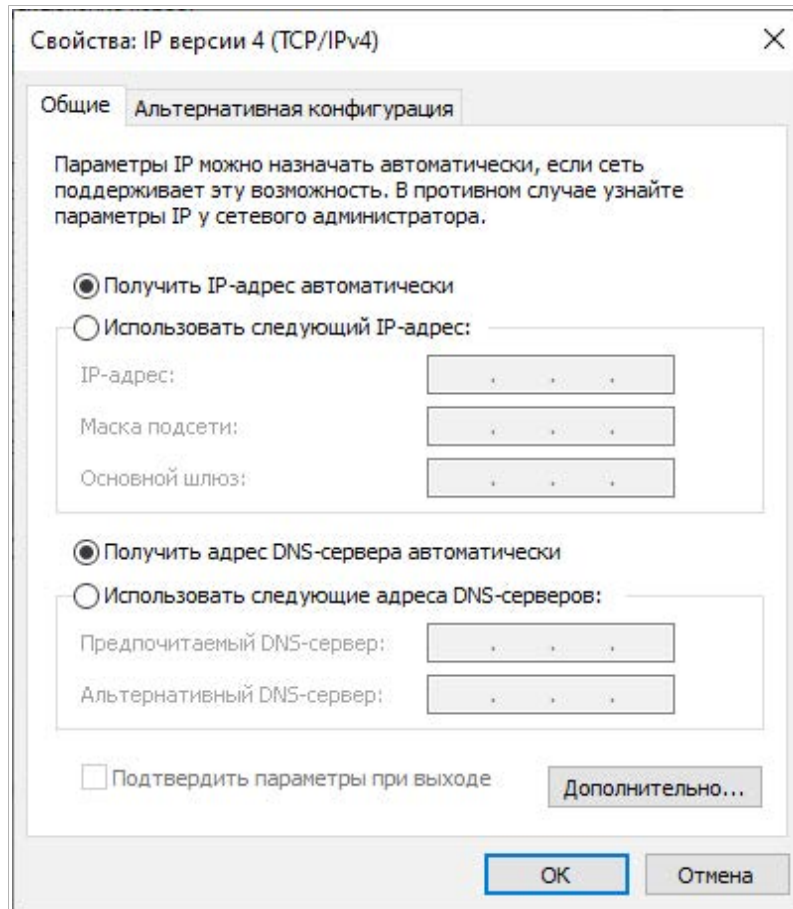 Свойства: IP версии 4 (TCP/IPv4)
Общие
Альтернативная конфигурация
Параметры IP можно назначать автоматически, если сеть
поддерживает эту возможность. В противном случае узнайте
параметры IP у сетевого администратора.
Получить IP-адрес автоматически
Использовать следующий IP-адрес:
IP-адрес:
Маска подсети:
Основной шлюз:
Получить адрес DNS-сервера автоматически
Использовать следующие адреса DNS-серверов:
Предпочитаемый DNS-сервер:
Альтернативный DNS-сервер:
Подтвердить параметры при выходе
Дополнительно...
ОК
Отмена